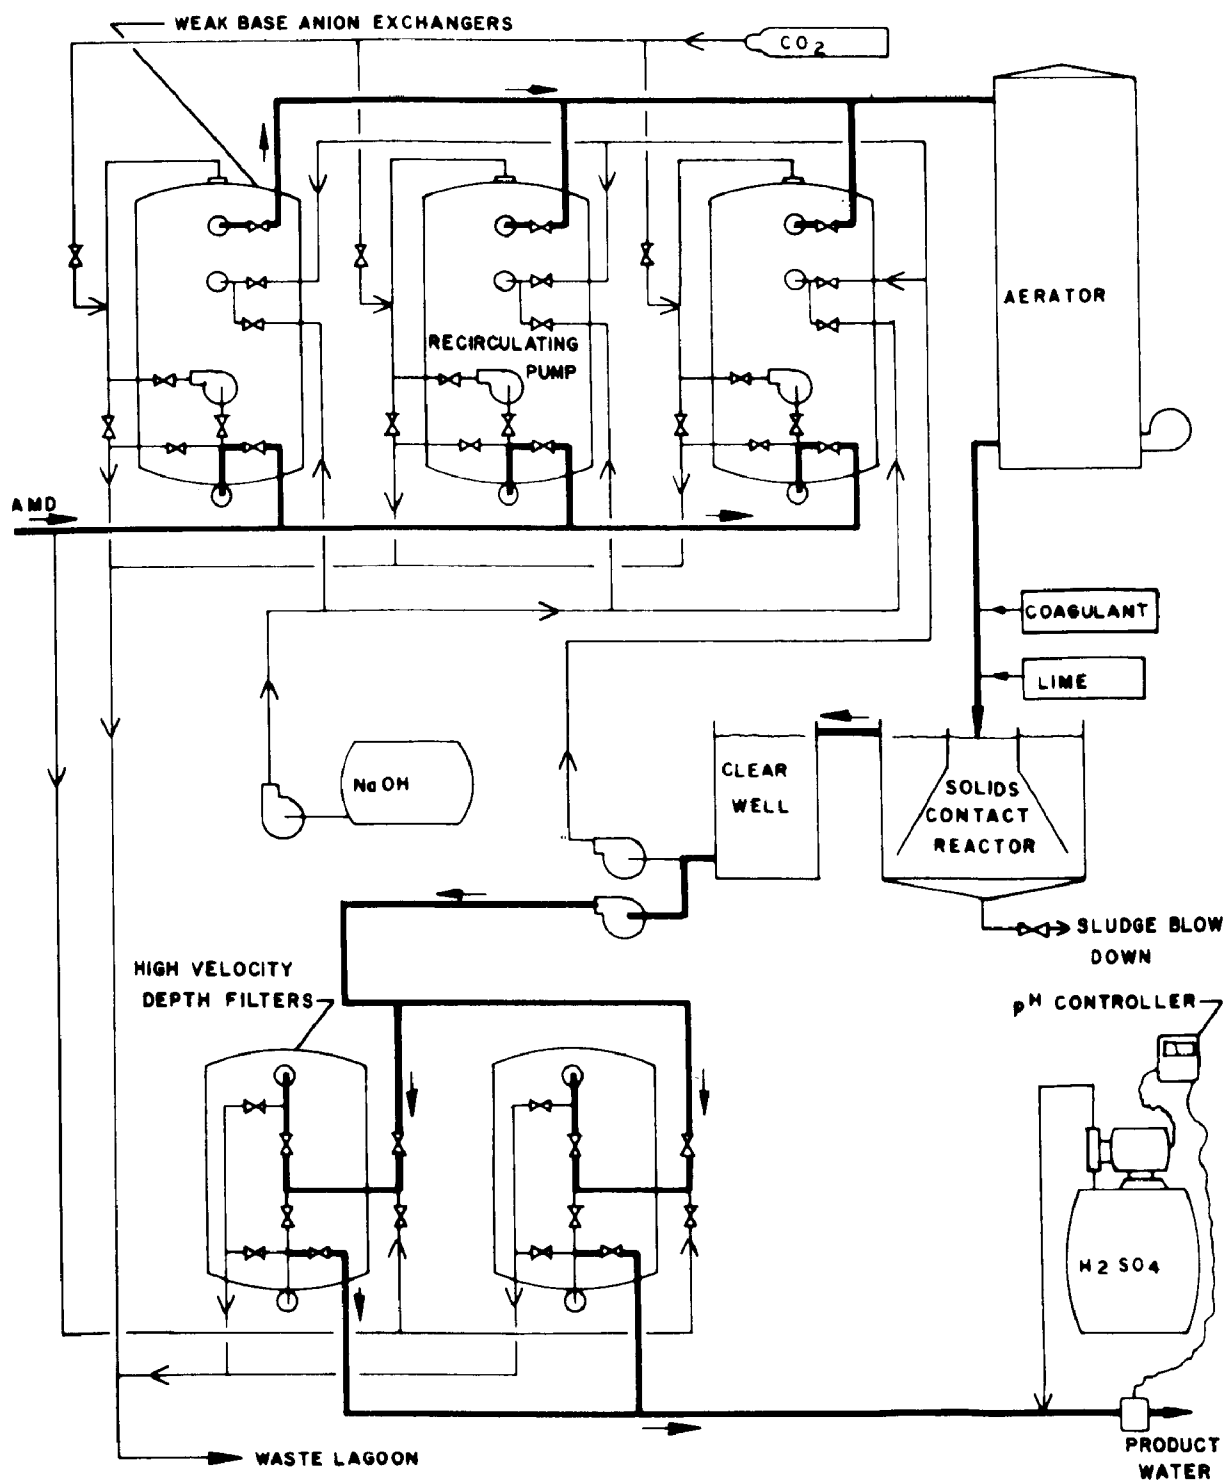 WEAK BASE ANION EXCHANGERS
CO2
AERATOR
RECIRCULATING
PUMP
AMD
COAGULANT
LIME
NaOH
CLEAR
WELL
SOLIDS
CONTACT
REACTOR
SLUDGE BLOW
DOWN
HIGH VELOCITY
DEPTH FILTERS
pH CONTROLLER
H2SO4
PRODUCT
WATER
WASTE LAGOON